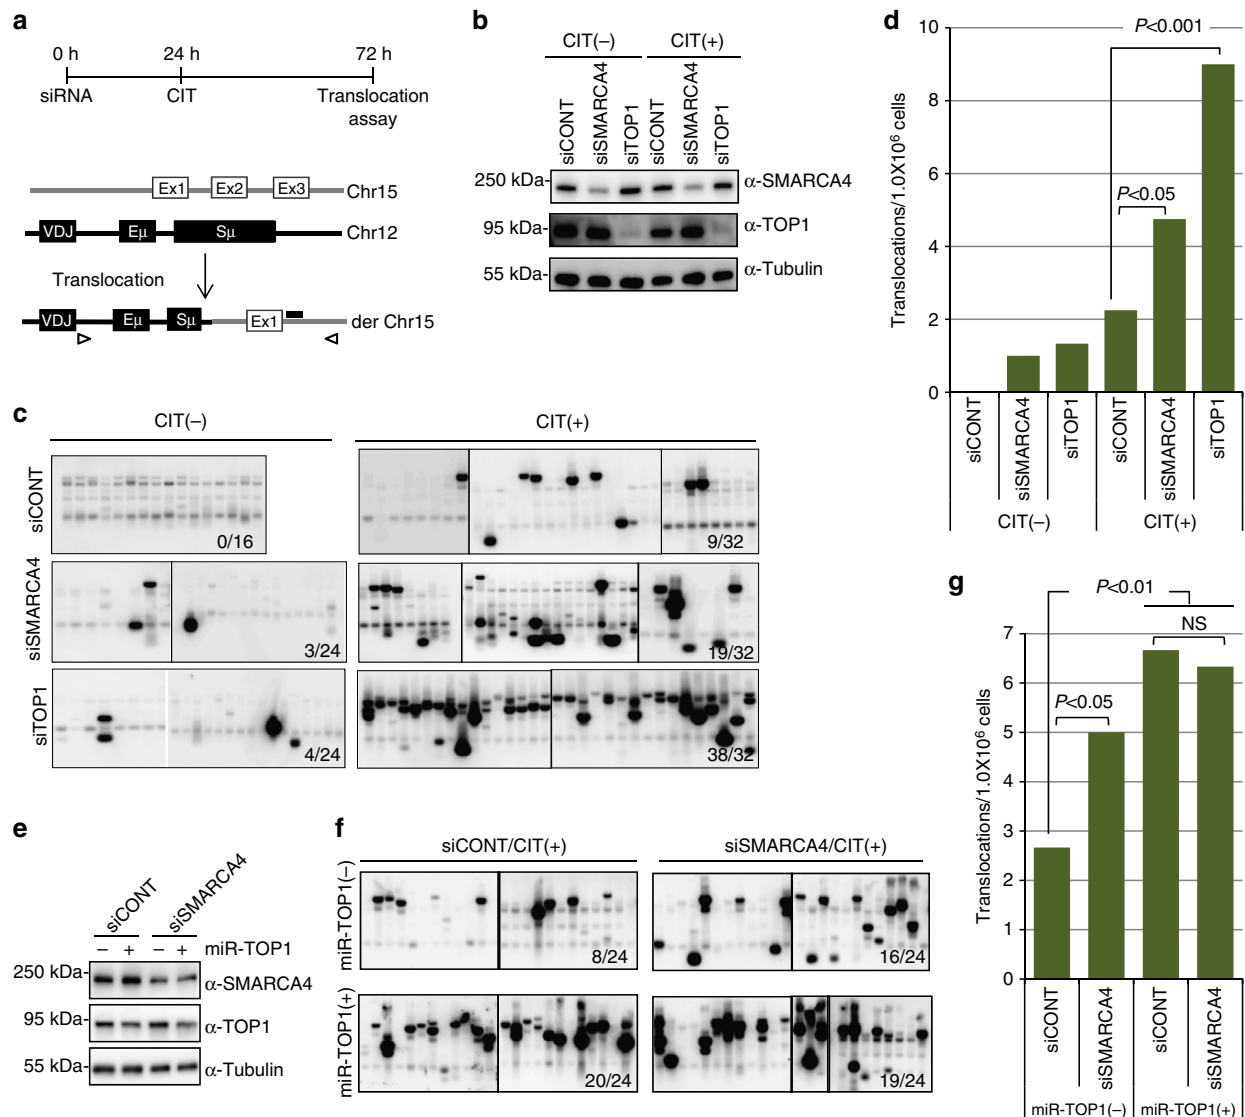 a
0 h
24 h
72 h
siRNA
CIT
Translocation
assay
Ex1
Ex2
Ex3
Chr15
VDJ
Eμ
Sμ
Chr12
Translocation
VDJ
Eμ
Sμ
Ex1
der Chr15
b
CIT(–)
CIT(+)
siCONT
siSMARCA4
siTOP1
siCONT
siSMARCA4
siTOP1
250 kDa-
α-SMARCA4
95 kDa-
α-TOP1
55 kDa-
α-Tubulin
c
CIT(–)
CIT(+)
siCONT
0/16
9/32
siSMARCA4
3/24
19/32
siTOP1
4/24
38/32
d
Translocations/1.0X10⁶ cells
10
8
6
4
2
0
P<0.001
P<0.05
siCONT
siSMARCA4
siTOP1
siCONT
siSMARCA4
siTOP1
CIT(–)
CIT(+)
e
siCONT
siSMARCA4
– + – + miR-TOP1
250 kDa-
α-SMARCA4
95 kDa-
α-TOP1
55 kDa-
α-Tubulin
f
siCONT/CIT(+)
siSMARCA4/CIT(+)
miR-TOP1(–)
8/24
16/24
miR-TOP1(+)
20/24
19/24
g
P<0.01
NS
P<0.05
Translocations/1.0X10⁶ cells
7
6
5
4
3
2
1
0
siCONT
siSMARCA4
siCONT
siSMARCA4
miR-TOP1(–)
miR-TOP1(+)